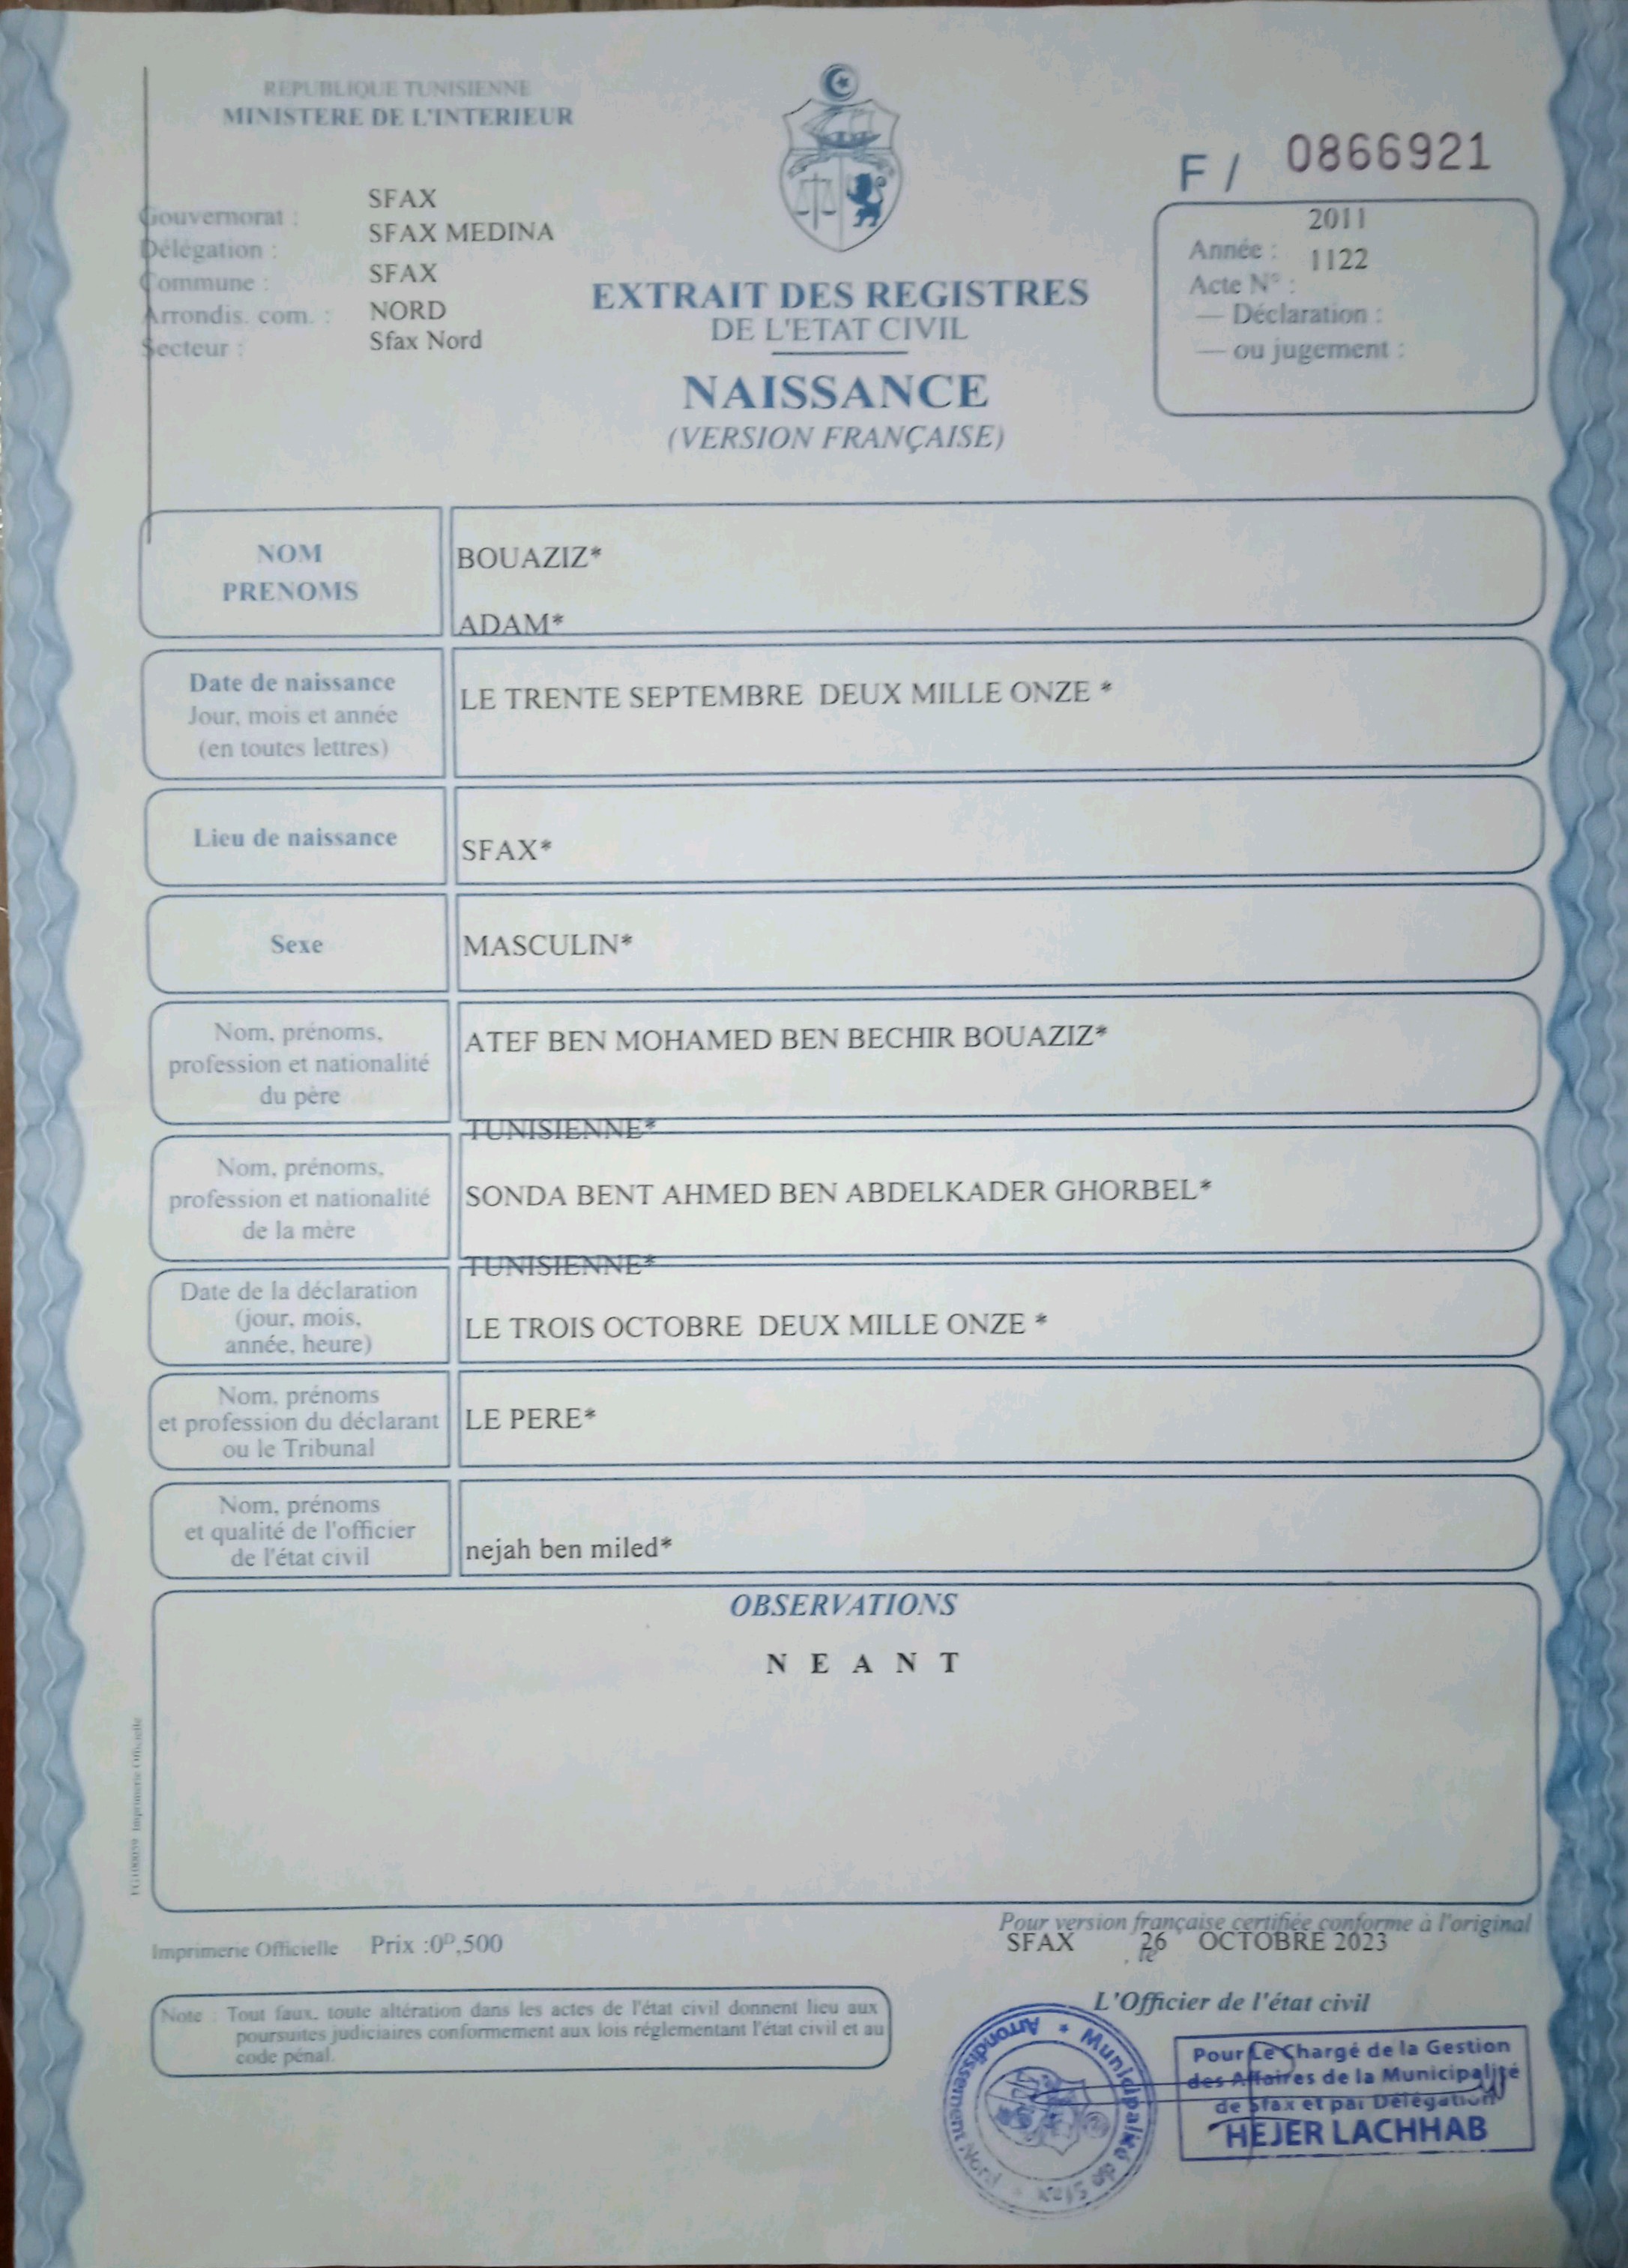 REPUBLIQUE TUNISIENNE
MINISTERE DE L'INTERIEUR
Gouvernorat : SFAX
Délégation : SFAX MEDINA
Commune : SFAX
Arrondis. com. : NORD
Secteur : Sfax Nord
EXTRAIT DES REGISTRES
DE L'ETAT CIVIL
NAISSANCE
(VERSION FRANÇAISE)
F / 0866921
Année : 2011
Acte N° : 1122
— Déclaration :
— ou jugement :
NOM
PRENOMS
BOUAZIZ*
ADAM*
Date de naissance
Jour, mois et année
(en toutes lettres)
LE TRENTE SEPTEMBRE DEUX MILLE ONZE *
Lieu de naissance
SFAX*
Sexe
MASCULIN*
Nom, prénoms,
profession et nationalité
du père
ATEF BEN MOHAMED BEN BECHIR BOUAZIZ*
TUNISIENNE*
Nom, prénoms,
profession et nationalité
de la mère
SONDA BENT AHMED BEN ABDELKADER GHORBEL*
TUNISIENNE*
Date de la déclaration
(jour, mois,
année, heure)
LE TROIS OCTOBRE DEUX MILLE ONZE *
Nom, prénoms
et profession du déclarant
ou le Tribunal
LE PERE*
Nom, prénoms
et qualité de l'officier
de l'état civil
nejah ben miled*
OBSERVATIONS
N E A N T
Imprimerie Officielle
Imprimerie Officielle Prix :0ᴰ,500
Pour version française certifiée conforme à l'original
SFAX , le 26 OCTOBRE 2023
Note : Tout faux, toute altération dans les actes de l'état civil donnent lieu aux
poursuites judiciaires conformement aux lois réglementant l'état civil et au
code pénal.
L'Officier de l'état civil
Municipalité de Sfax * Arrondissement Nord *
Pour Le Chargé de la Gestion
des Affaires de la Municipalité
de Sfax et par Délégation
HEJER LACHHAB